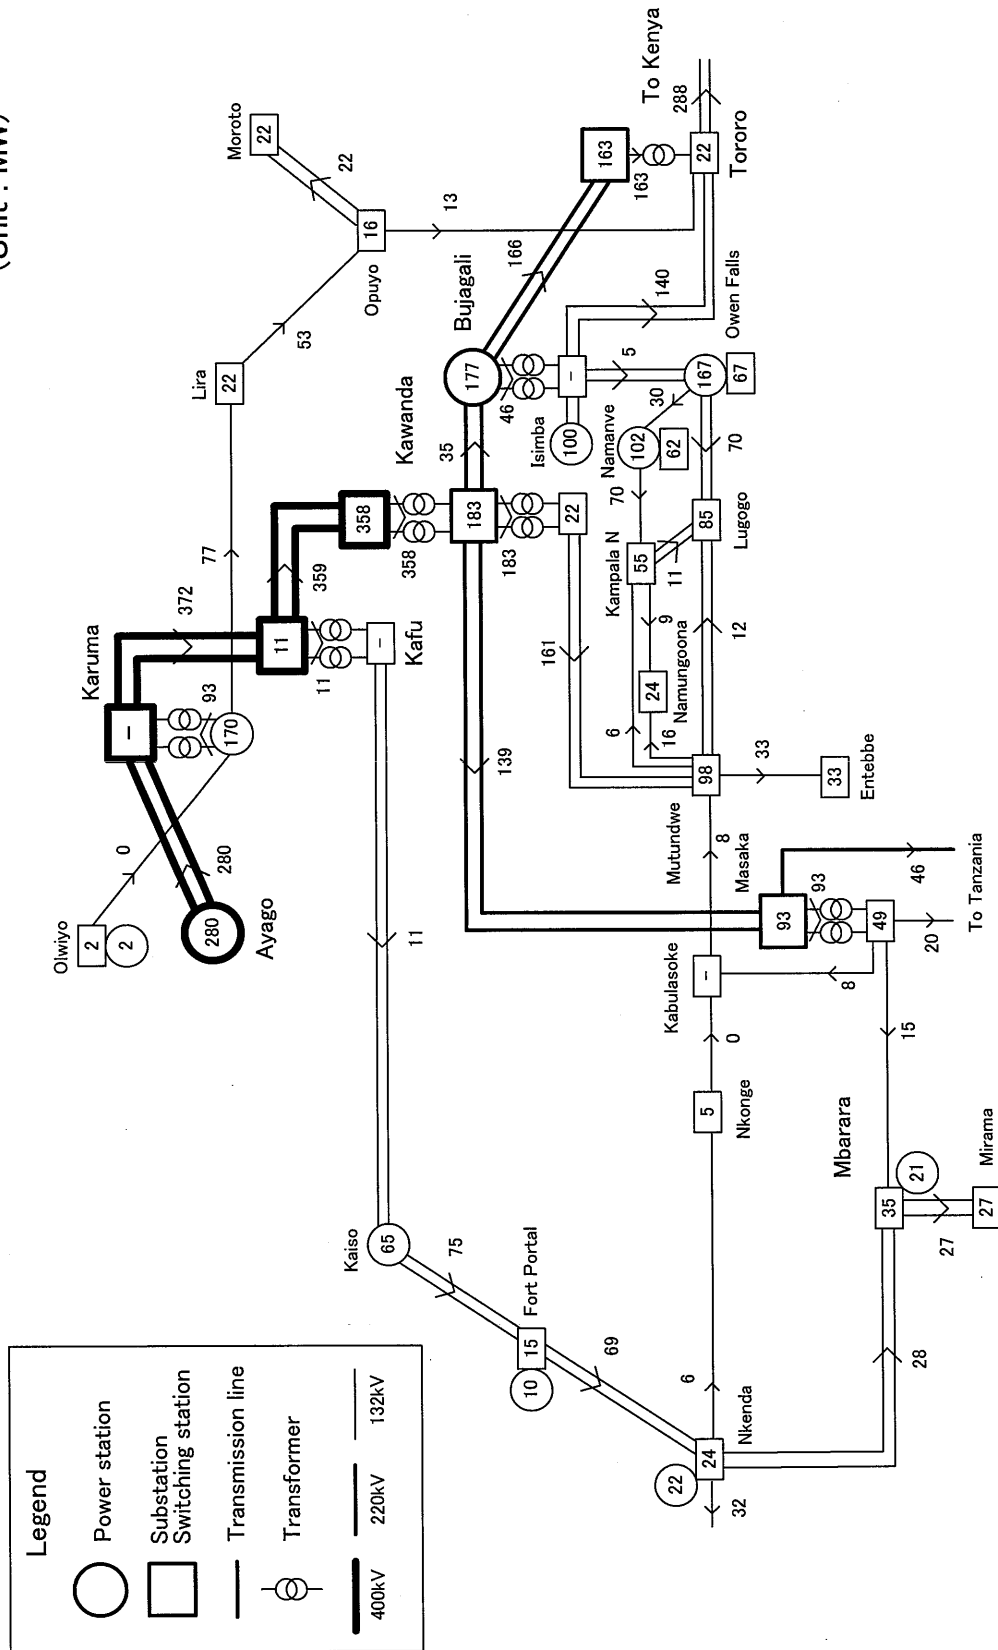 (Unit : MW)
Legend
Power station
Substation
Switching station
Transmission line
Transformer
400kV
220kV
132kV
Olwiyo
2
2
0
Ayago
280
280
Karuma
–
93
170
372
77
Lira
22
53
Moroto
22
22
Opuyo
16
13
11
359
11
Kafu
–
11
Kaiso
65
75
358
358
Kawanda
183
183
35
139
Bujagali
177
46
166
163
163
To Kenya
288
22
Tororo
140
–
5
Isimba
100
Owen Falls
167
67
30
Namanve
102
62
70
70
22
161
Kampala N
55
11
Lugogo
85
12
9
Namungoona
24
6
16
98
Mutundwe
33
Entebbe
33
8
Masaka
93
93
46
To Tanzania
49
20
8
15
Kabulasoke
–
0
Nkonge
5
6
Fort Portal
15
10
69
Nkenda
24
22
32
28
Mbarara
35
21
27
Mirama
27